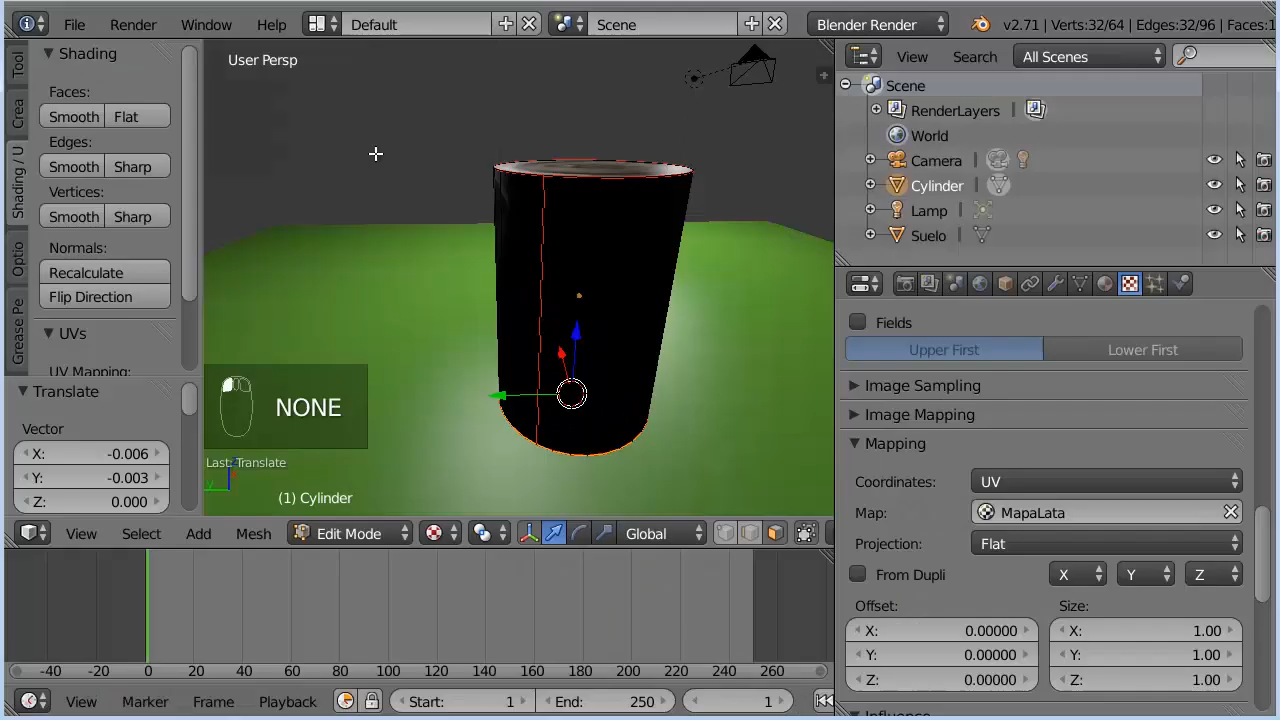 File Render Window Help Default Scene Blender Render v2.71 | Verts:32/64 | Edges:32/96 | Faces:1
Tool
Crea
Shading / U
Optio
Grease Pe
Shading
Faces:
Smooth Flat
Edges:
Smooth Sharp
Vertices:
Smooth Sharp
Normals:
Recalculate
Flip Direction
UVs
UV Mapping:
Translate
Vector
X: -0.006
Y: -0.003
Z: 0.000
User Persp
NONE
Last: Translate
y
(1) Cylinder
View Select Add Mesh Edit Mode Global
-40 -20 0 20 40 60 80 100 120 140 160 180 200 220 240 260
View Marker Frame Playback Start: 1 End: 250 1
View Search All Scenes
Scene
RenderLayers
World
Camera
Cylinder
Lamp
Suelo
Fields
Upper First Lower First
Image Sampling
Image Mapping
Mapping
Coordinates: UV
Map: MapaLata
Projection: Flat
From Dupli X Y Z
Offset: Size:
X: 0.00000 X: 1.00
Y: 0.00000 Y: 1.00
Z: 0.00000 Z: 1.00